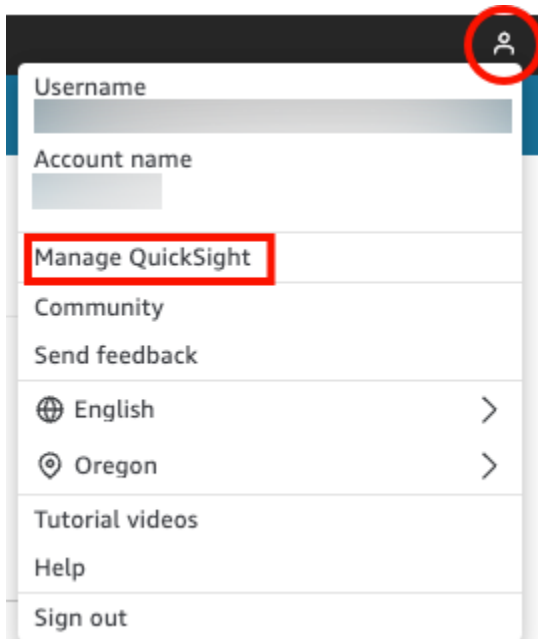 Username
Account name
Manage QuickSight
Community
Send feedback
English
Oregon
Tutorial videos
Help
Sign out